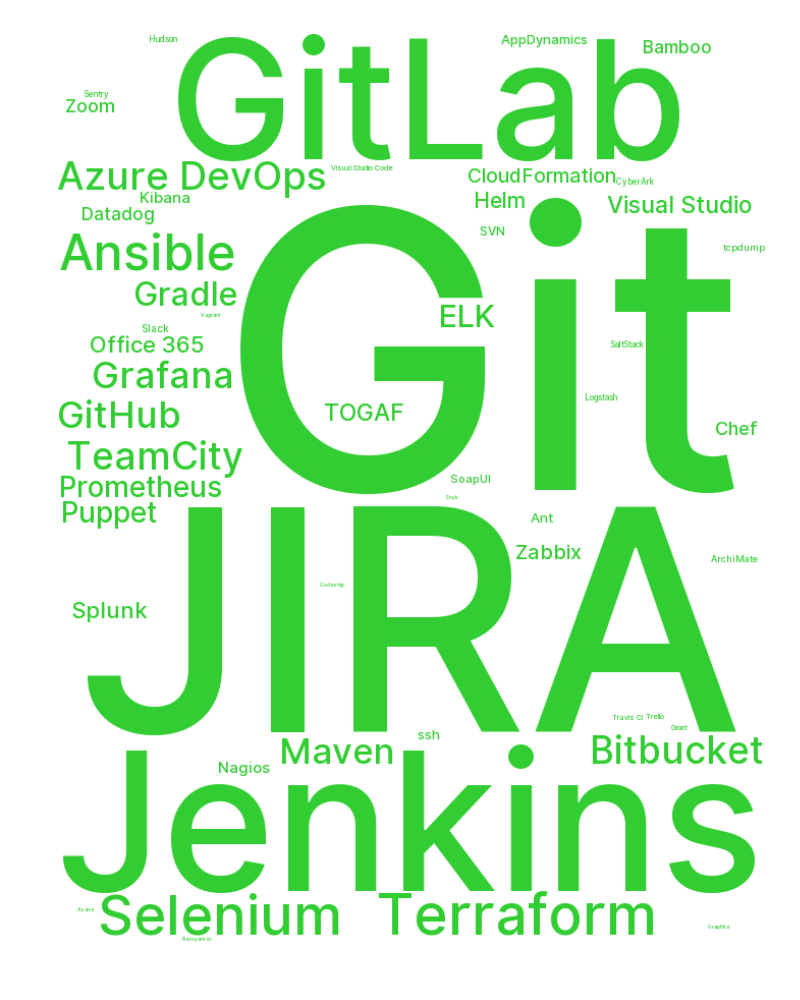 Hudson
GitLab
AppDynamics
Bamboo
Sentry
Zoom
Azure DevOps
Visual Studio Code
CloudFormation
CyberArk
Kibana
Helm
Visual Studio
Datadog
SVN
Ansible
Git
tcpdump
Gradle
ELK
Vagrant
Slack
Office 365
SaltStack
Grafana
Logstash
GitHub
TOGAF
Chef
TeamCity
Prometheus
SoapUI
Snyk
Puppet
JIRA
Ant
Zabbix
ArchiMate
Codeship
Splunk
Travis CI
Trello
Grunt
ssh
Maven
Bitbucket
Nagios
Jenkins
Asana
Selenium
Terraform
Graphite
Netsparker